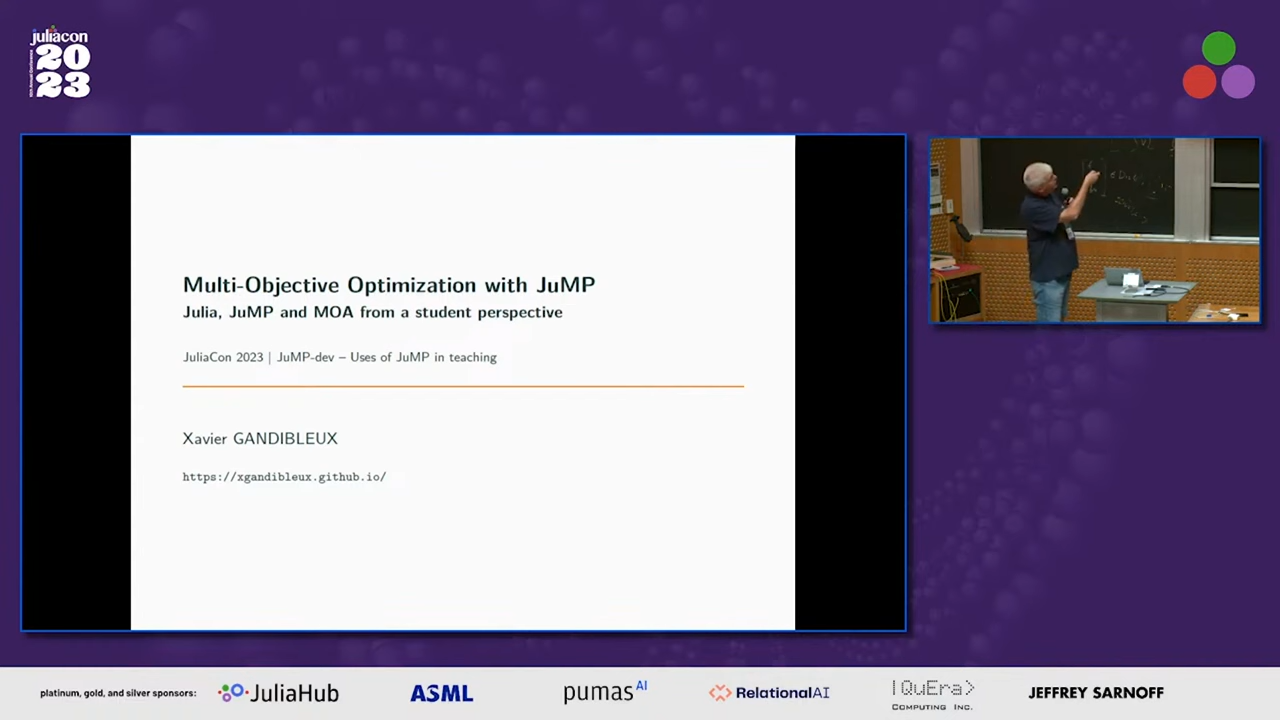 juliacon
20
23
Multi-Objective Optimization with JuMP
Julia, JuMP and MOA from a student perspective
JuliaCon 2023 | JuMP-dev – Uses of JuMP in teaching
Xavier GANDIBLEUX
https://xgandibleux.github.io/
platinum, gold, and silver sponsors:
JuliaHub
ASML
pumasAI
RelationalAI
|QuEra>
COMPUTING INC.
JEFFREY SARNOFF